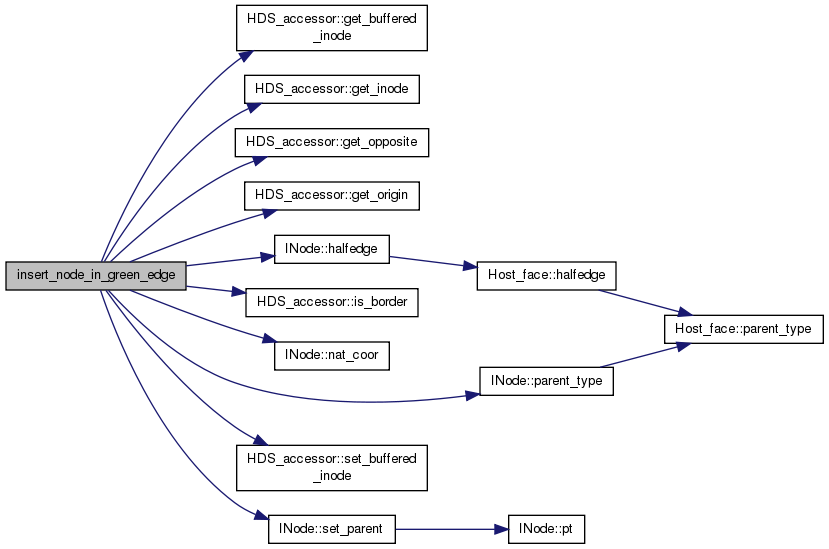 HDS_accessor::get_buffered
_inode
HDS_accessor::get_inode
HDS_accessor::get_opposite
HDS_accessor::get_origin
INode::halfedge
insert_node_in_green_edge
Host_face::halfedge
HDS_accessor::is_border
Host_face::parent_type
INode::nat_coor
INode::parent_type
HDS_accessor::set_buffered
_inode
INode::set_parent
INode::pt